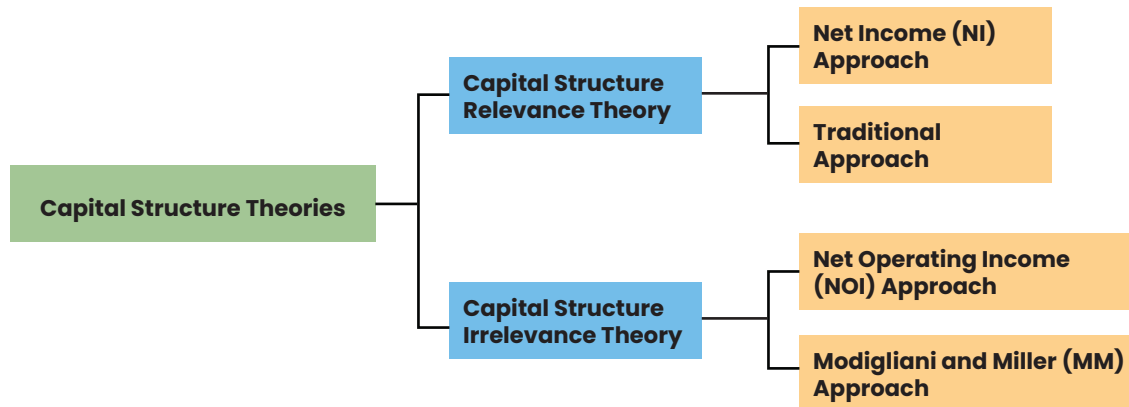 Capital Structure Theories
Capital Structure
Relevance Theory
Net Income (NI)
Approach
Traditional
Approach
Capital Structure
Irrelevance Theory
Net Operating Income
(NOI) Approach
Modigliani and Miller (MM)
Approach